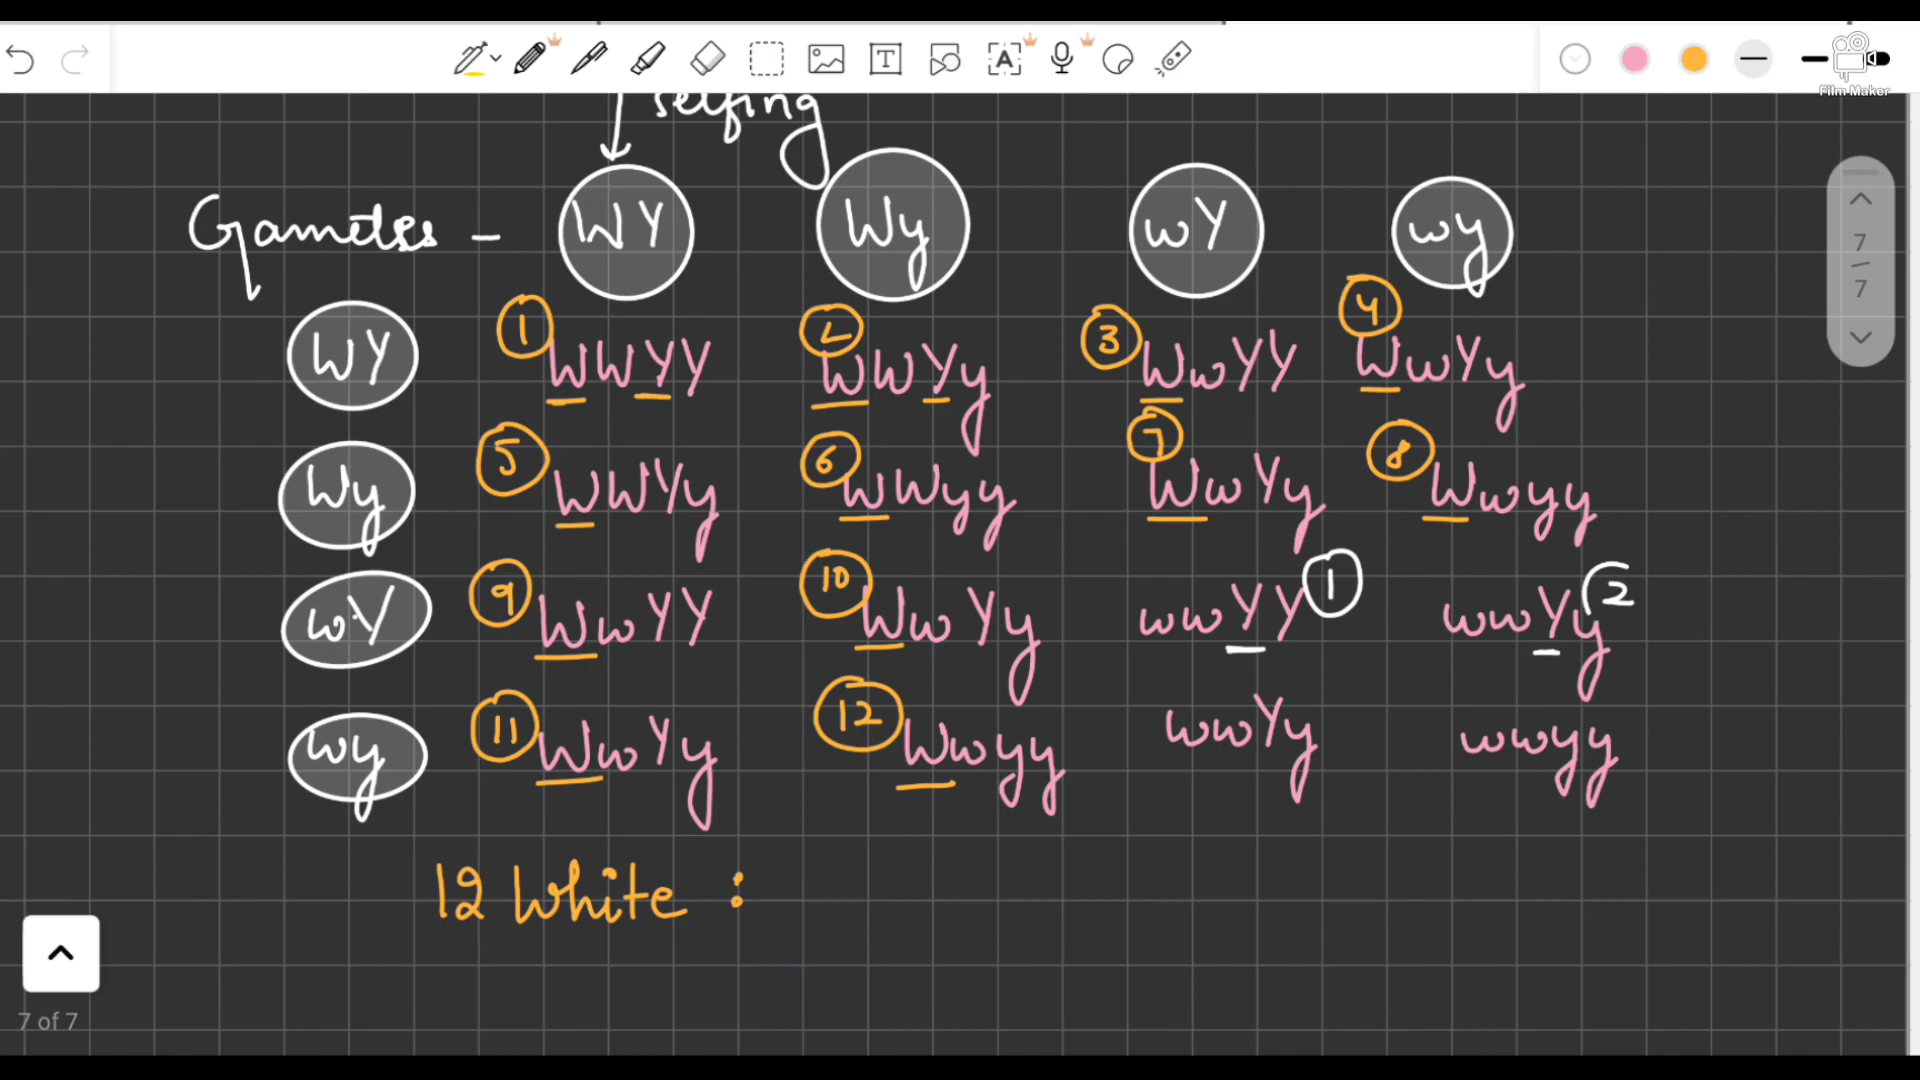 Film Maker
selfing
Gametes - WY Wy wY wy
WY ① WWYY ② WWYy ③ WwYY ④ WwYy
Wy ⑤ WWYy ⑥ WWyy ⑦ WwYy ⑧ Wwyy
wY ⑨ WwYY ⑩ WwYy wwYY ① wwYy ②
wy ⑪ WwYy ⑫ Wwyy wwYy wwyy
12 White :
7
7
7 of 7